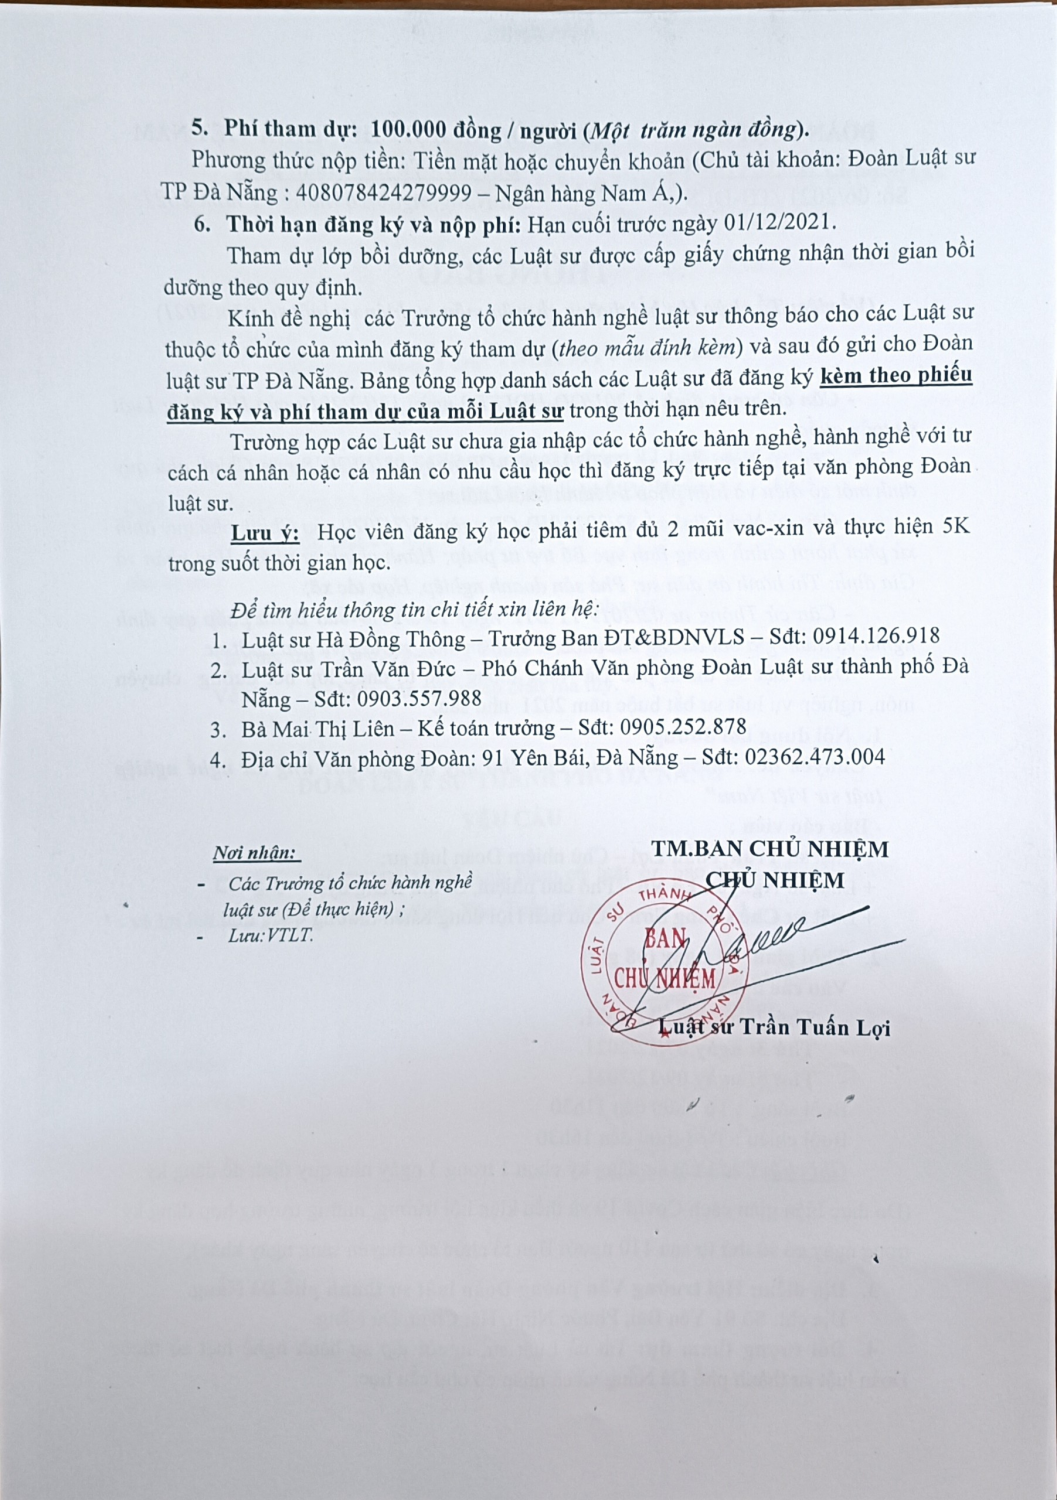 5. Phí tham dự: 100.000 đồng / người (Một trăm ngàn đồng).
Phương thức nộp tiền: Tiền mặt hoặc chuyển khoản (Chủ tài khoản: Đoàn Luật sư
TP Đà Nẵng : 408078424279999 – Ngân hàng Nam Á,).
6. Thời hạn đăng ký và nộp phí: Hạn cuối trước ngày 01/12/2021.
Tham dự lớp bồi dưỡng, các Luật sư được cấp giấy chứng nhận thời gian bồi
dưỡng theo quy định.
Kính đề nghị các Trưởng tổ chức hành nghề luật sư thông báo cho các Luật sư
thuộc tổ chức của mình đăng ký tham dự (theo mẫu đính kèm) và sau đó gửi cho Đoàn
luật sư TP Đà Nẵng. Bảng tổng hợp danh sách các Luật sư đã đăng ký kèm theo phiếu
đăng ký và phí tham dự của mỗi Luật sư trong thời hạn nêu trên.
Trường hợp các Luật sư chưa gia nhập các tổ chức hành nghề, hành nghề với tư
cách cá nhân hoặc cá nhân có nhu cầu học thì đăng ký trực tiếp tại văn phòng Đoàn
luật sư.
Lưu ý: Học viên đăng ký học phải tiêm đủ 2 mũi vac-xin và thực hiện 5K
trong suốt thời gian học.
Để tìm hiểu thông tin chi tiết xin liên hệ:
1. Luật sư Hà Đồng Thông – Trưởng Ban ĐT&BDNVLS – Sđt: 0914.126.918
2. Luật sư Trần Văn Đức – Phó Chánh Văn phòng Đoàn Luật sư thành phố Đà
Nẵng – Sđt: 0903.557.988
3. Bà Mai Thị Liên – Kế toán trưởng – Sđt: 0905.252.878
4. Địa chỉ Văn phòng Đoàn: 91 Yên Bái, Đà Nẵng – Sđt: 02362.473.004
Nơi nhận:
- Các Trưởng tổ chức hành nghề
luật sư (Để thực hiện) ;
- Lưu: VTLT.
TM.BAN CHỦ NHIỆM
CHỦ NHIỆM
ĐOÀN LUẬT SƯ THÀNH PHỐ ĐÀ NẴNG
BAN
CHỦ NHIỆM
Luật sư Trần Tuấn Lợi